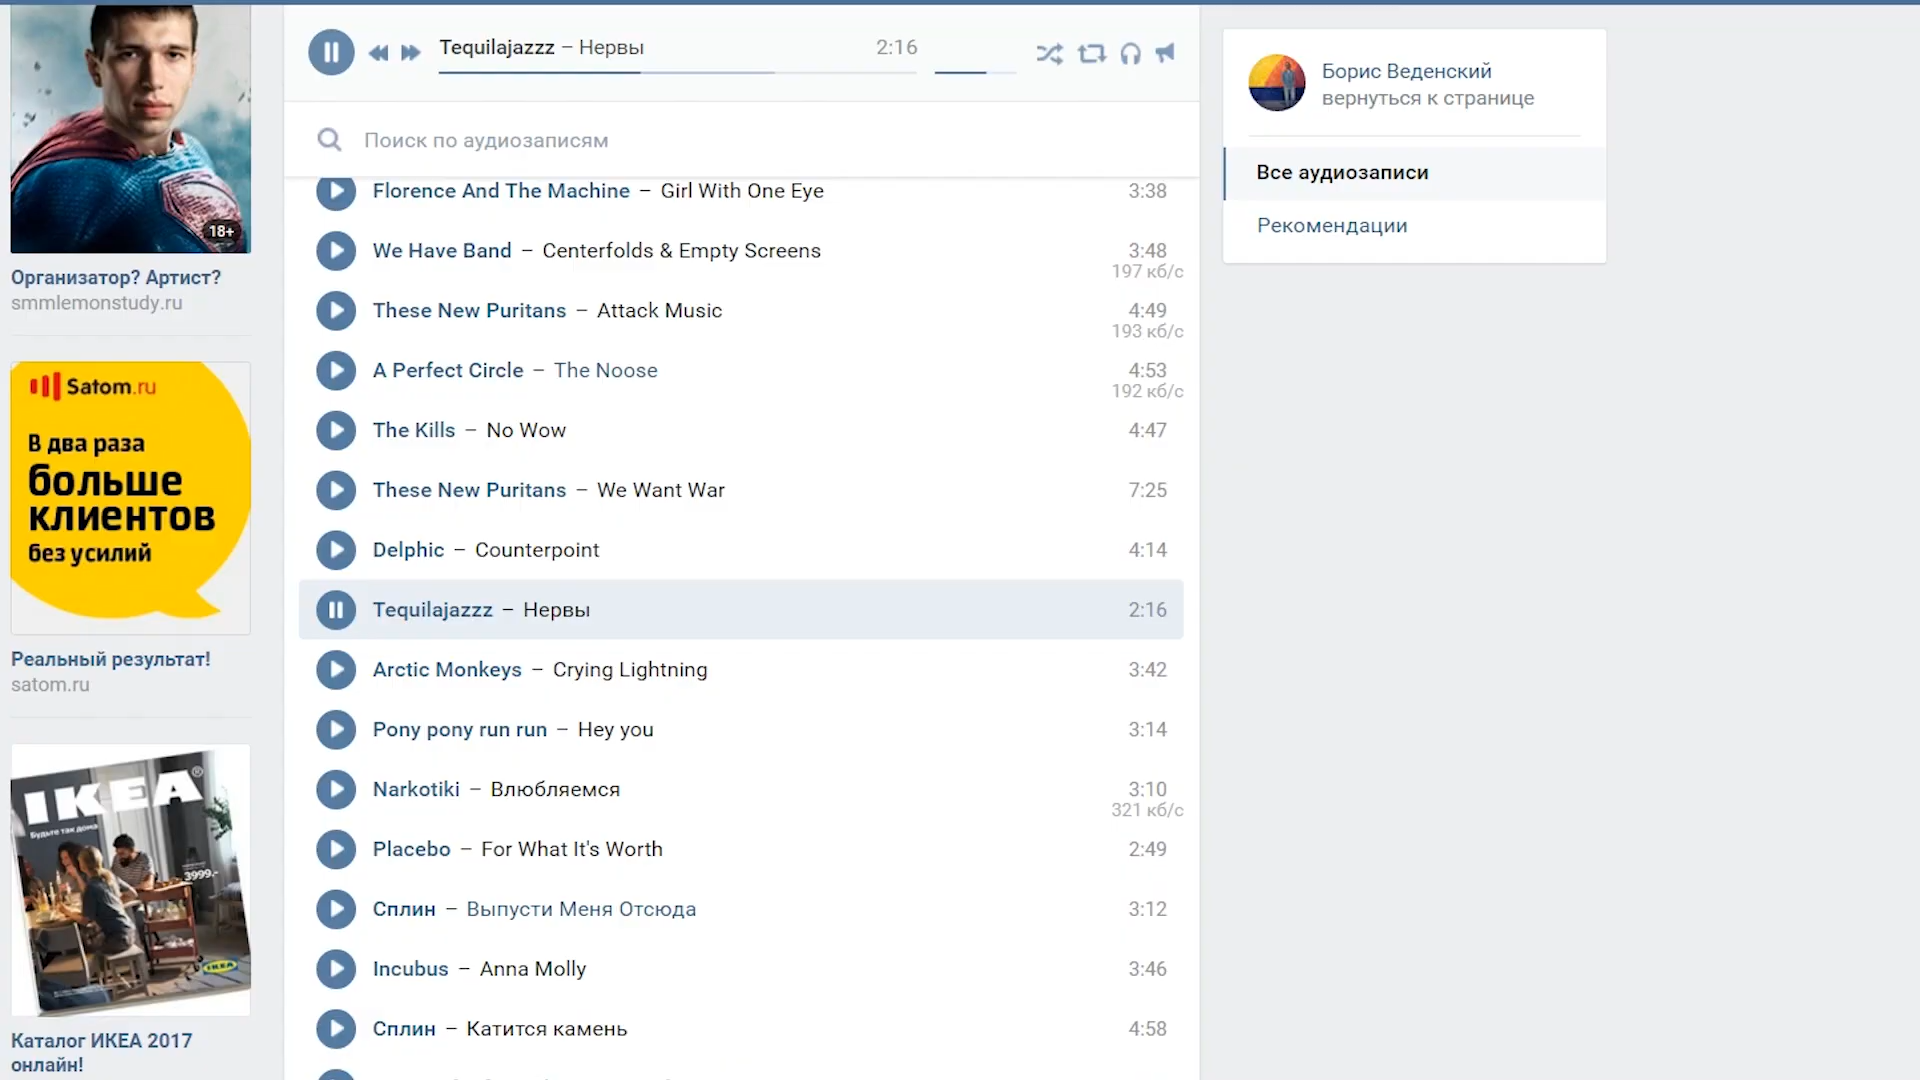 18+
Организатор? Артист?
smmlemonstudy.ru
Satom.ru
В два раза
больше
клиентов
без усилий
Реальный результат!
satom.ru
IKEA
Будьте так дома
3999.-
IKEA
Каталог ИКЕА 2017
онлайн!
Tequilajazzz – Нервы 2:16
Поиск по аудиозаписям
Florence And The Machine – Girl With One Eye 3:38
We Have Band – Centerfolds & Empty Screens 3:48
197 кб/с
These New Puritans – Attack Music 4:49
193 кб/с
A Perfect Circle – The Noose 4:53
192 кб/с
The Kills – No Wow 4:47
These New Puritans – We Want War 7:25
Delphic – Counterpoint 4:14
Tequilajazzz – Нервы 2:16
Arctic Monkeys – Crying Lightning 3:42
Pony pony run run – Hey you 3:14
Narkotiki – Влюбляемся 3:10
321 кб/с
Placebo – For What It's Worth 2:49
Сплин – Выпусти Меня Отсюда 3:12
Incubus – Anna Molly 3:46
Сплин – Катится камень 4:58
Борис Веденский
вернуться к странице
Все аудиозаписи
Рекомендации